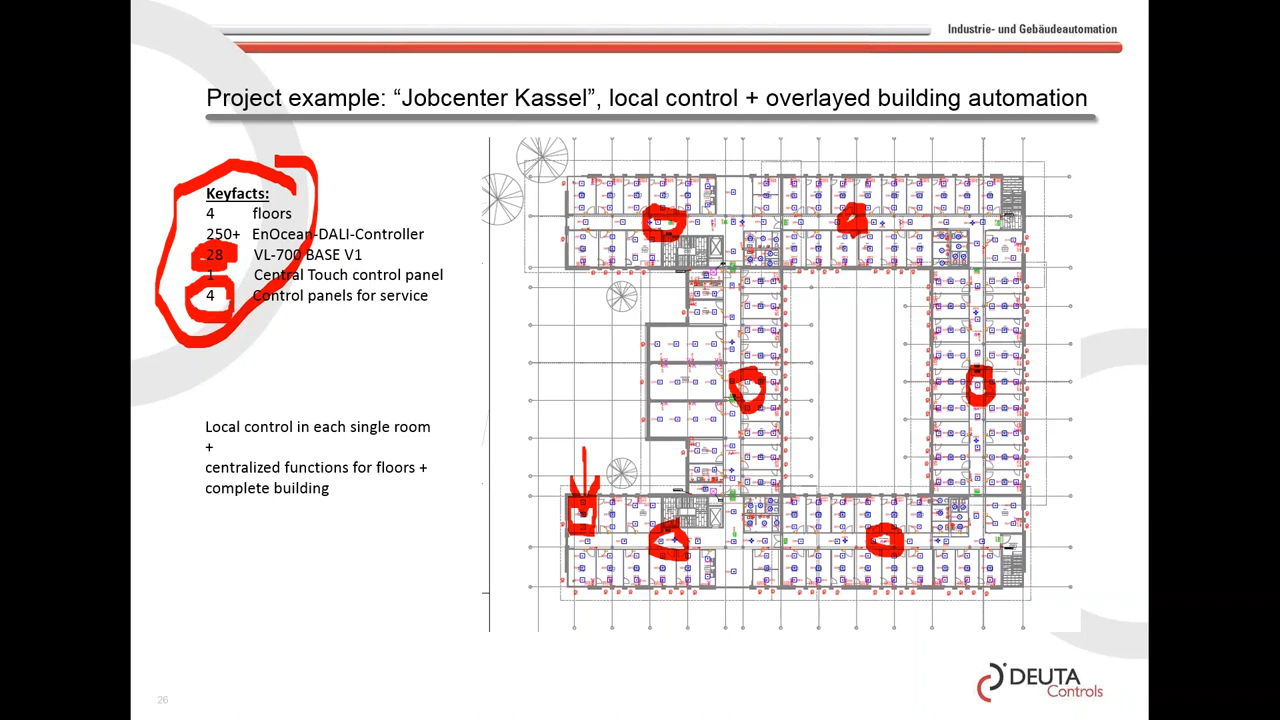 Industrie- und Gebäudeautomation
Project example: “Jobcenter Kassel”, local control + overlayed building automation
Keyfacts:
4 floors
250+ EnOcean-DALI-Controller
28 VL-700 BASE V1
1 Central Touch control panel
4 Control panels for service
Local control in each single room
+
centralized functions for floors +
complete building
26
DEUTA
Controls